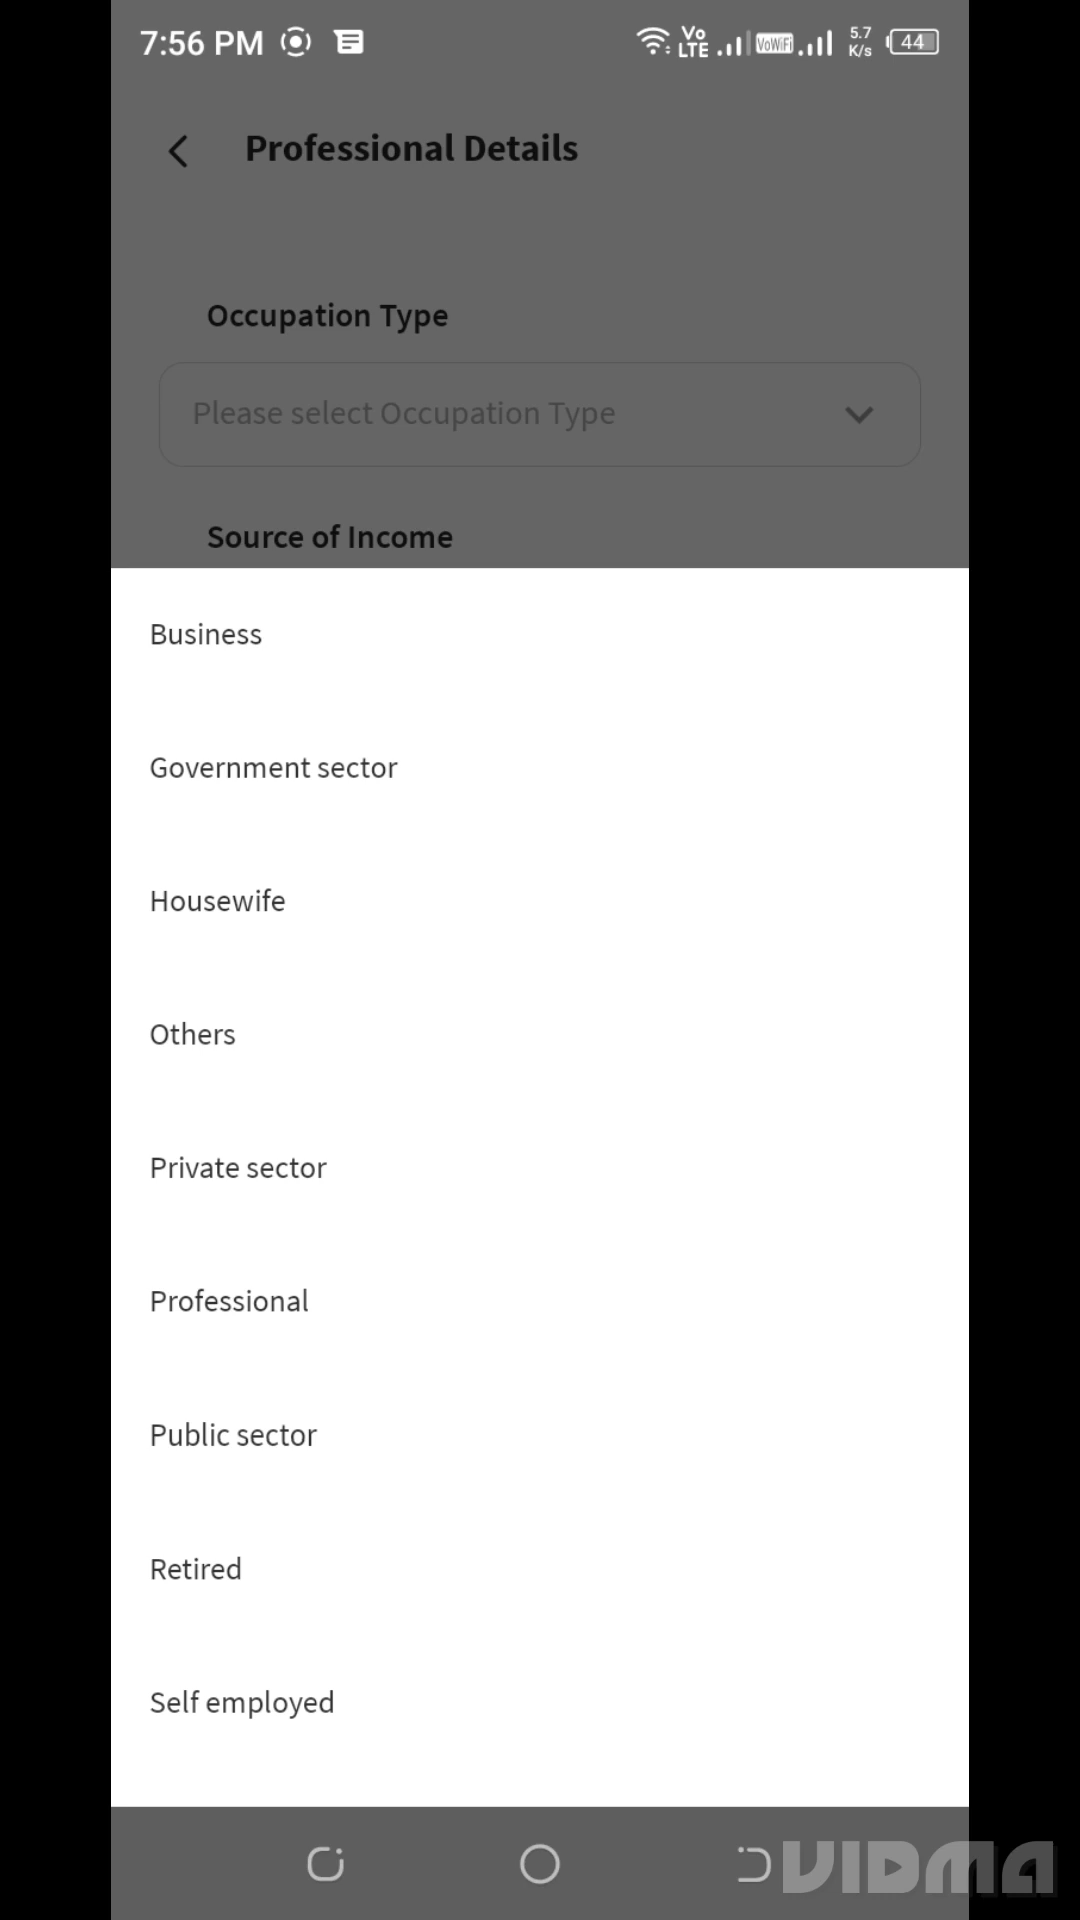 7:56 PM Vo LTE VoWiFi 5.7 K/s 44
Professional Details
Occupation Type
Please select Occupation Type
Source of Income
Business
Government sector
Housewife
Others
Private sector
Professional
Public sector
Retired
Self employed
VIDMA